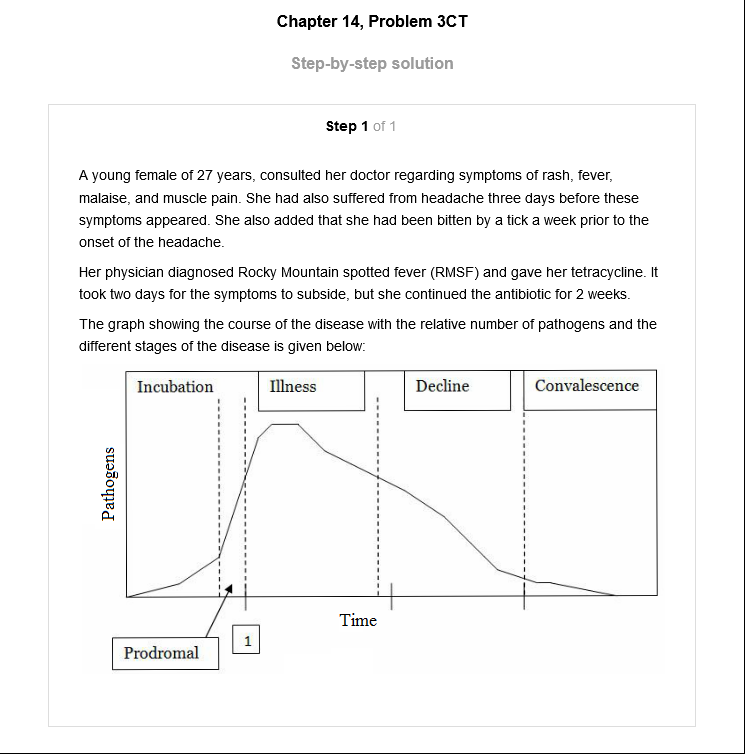 Chapter 14, Problem 3CT
Step-by-step solution
Step 1 of 1
A young female of 27 years, consulted her doctor regarding symptoms of rash, fever,
malaise, and muscle pain. She had also suffered from headache three days before these
symptoms appeared. She also added that she had been bitten by a tick a week prior to the
onset of the headache.
Her physician diagnosed Rocky Mountain spotted fever (RMSF) and gave her tetracycline. It
took two days for the symptoms to subside, but she continued the antibiotic for 2 weeks.
The graph showing the course of the disease with the relative number of pathogens and the
different stages of the disease is given below:
Incubation
Illness
Decline
Convalescence
Pathogens
Time
1
Prodromal